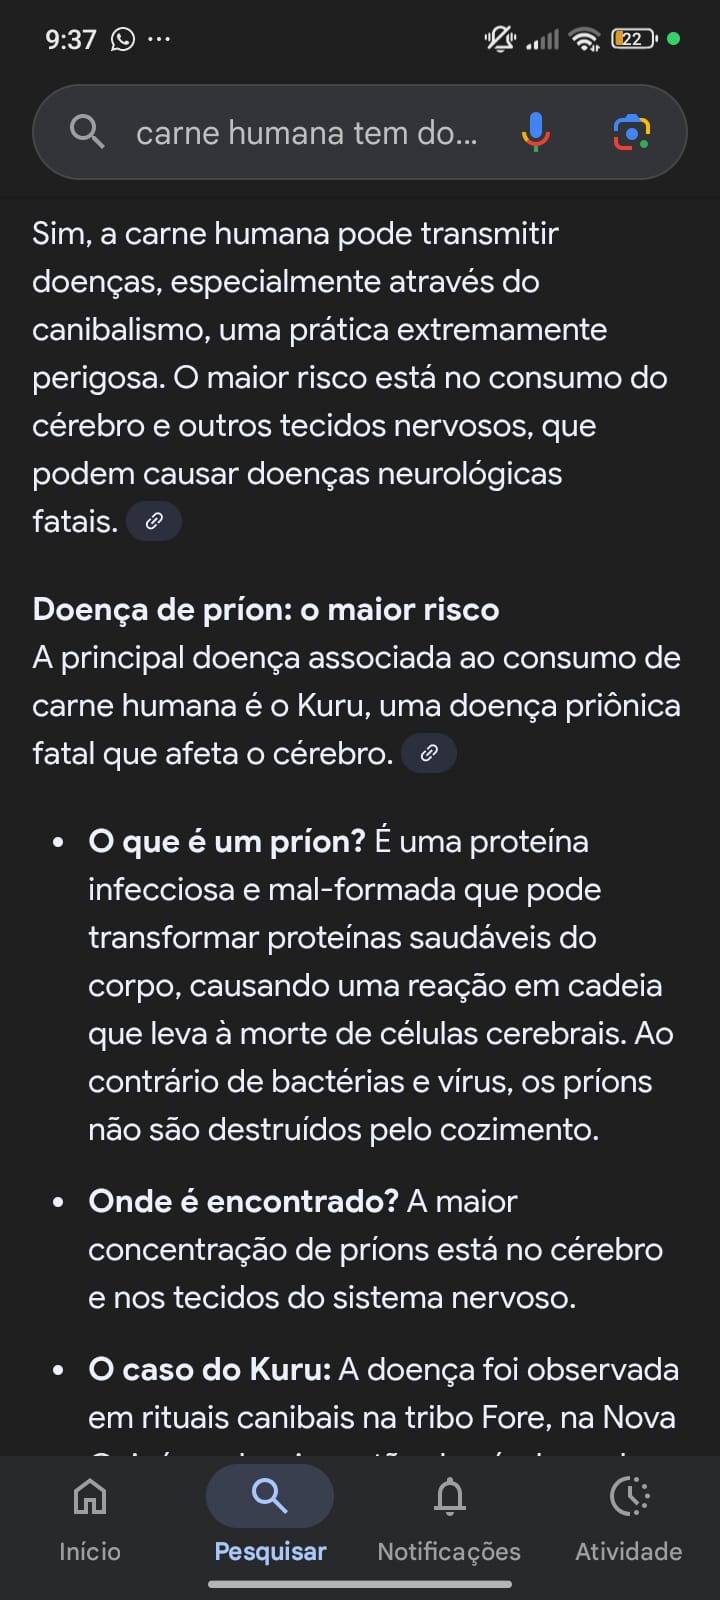 9:37
22
carne humana tem do...
Sim, a carne humana pode transmitir
doenças, especialmente através do
canibalismo, uma prática extremamente
perigosa. O maior risco está no consumo do
cérebro e outros tecidos nervosos, que
podem causar doenças neurológicas
fatais.
Doença de príon: o maior risco
A principal doença associada ao consumo de
carne humana é o Kuru, uma doença priônica
fatal que afeta o cérebro.
• O que é um príon? É uma proteína
infecciosa e mal-formada que pode
transformar proteínas saudáveis do
corpo, causando uma reação em cadeia
que leva à morte de células cerebrais. Ao
contrário de bactérias e vírus, os príons
não são destruídos pelo cozimento.
• Onde é encontrado? A maior
concentração de príons está no cérebro
e nos tecidos do sistema nervoso.
• O caso do Kuru: A doença foi observada
em rituais canibais na tribo Fore, na Nova
Início
Pesquisar
Notificações
Atividade